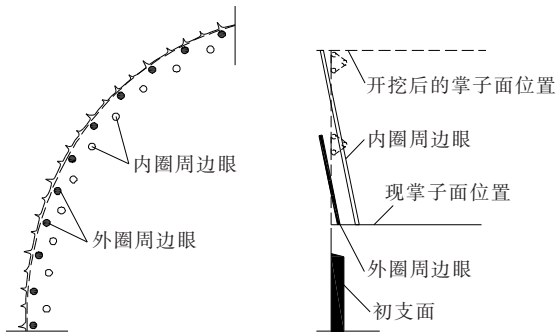 内圈周边眼
外圈周边眼
开挖后的掌子面位置
内圈周边眼
现掌子面位置
外圈周边眼
初支面